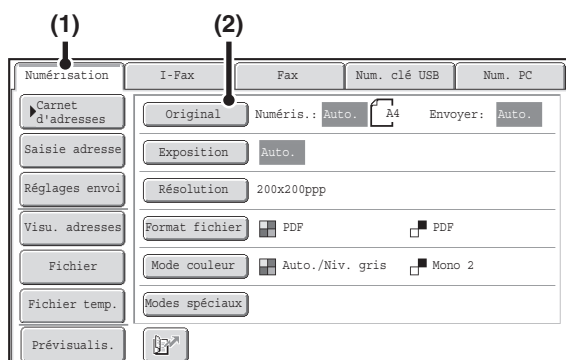 (1) (2)
Numérisation I-Fax Fax Num. clé USB Num. PC
Carnet d'adresses
Original Numéris.: Auto. A4 Envoyer: Auto.
Saisie adresse
Exposition Auto.
Réglages envoi
Résolution 200x200ppp
Visu. adresses
Format fichier PDF PDF
Fichier
Mode couleur Auto./Niv. gris Mono 2
Fichier temp.
Modes spéciaux
Prévisualis.